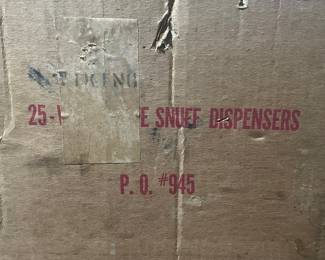 25-V E SNUFF DISPENSERS
P. O. #945